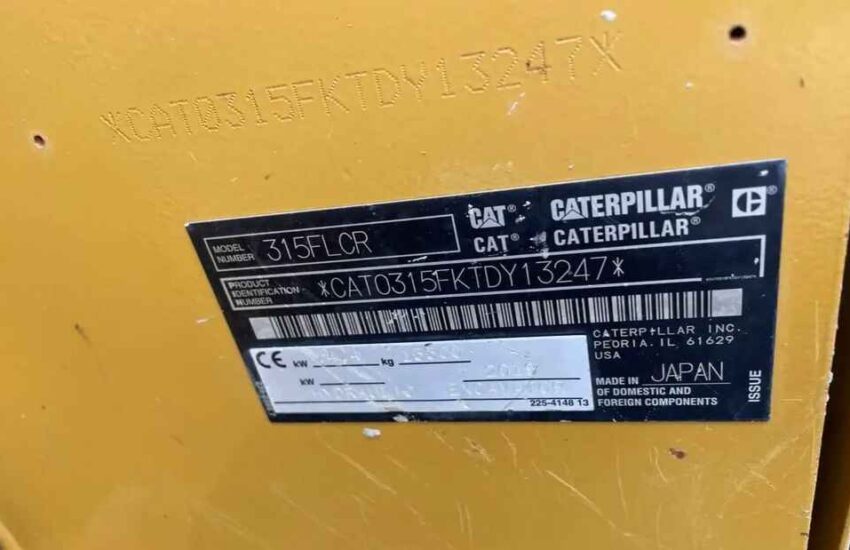 *CAT0315FKTDY13247*
CAT® CATERPILLAR®
CAT® CATERPILLAR®
MODEL NUMBER 315FLCR
PRODUCT IDENTIFICATION NUMBER *CAT0315FKTDY13247*
CATERPILLAR INC.
PEORIA. IL 61629
USA
CE kW kg
kW
225-4148 13
MADE IN JAPAN
OF DOMESTIC AND
FOREIGN COMPONENTS
ISSUE